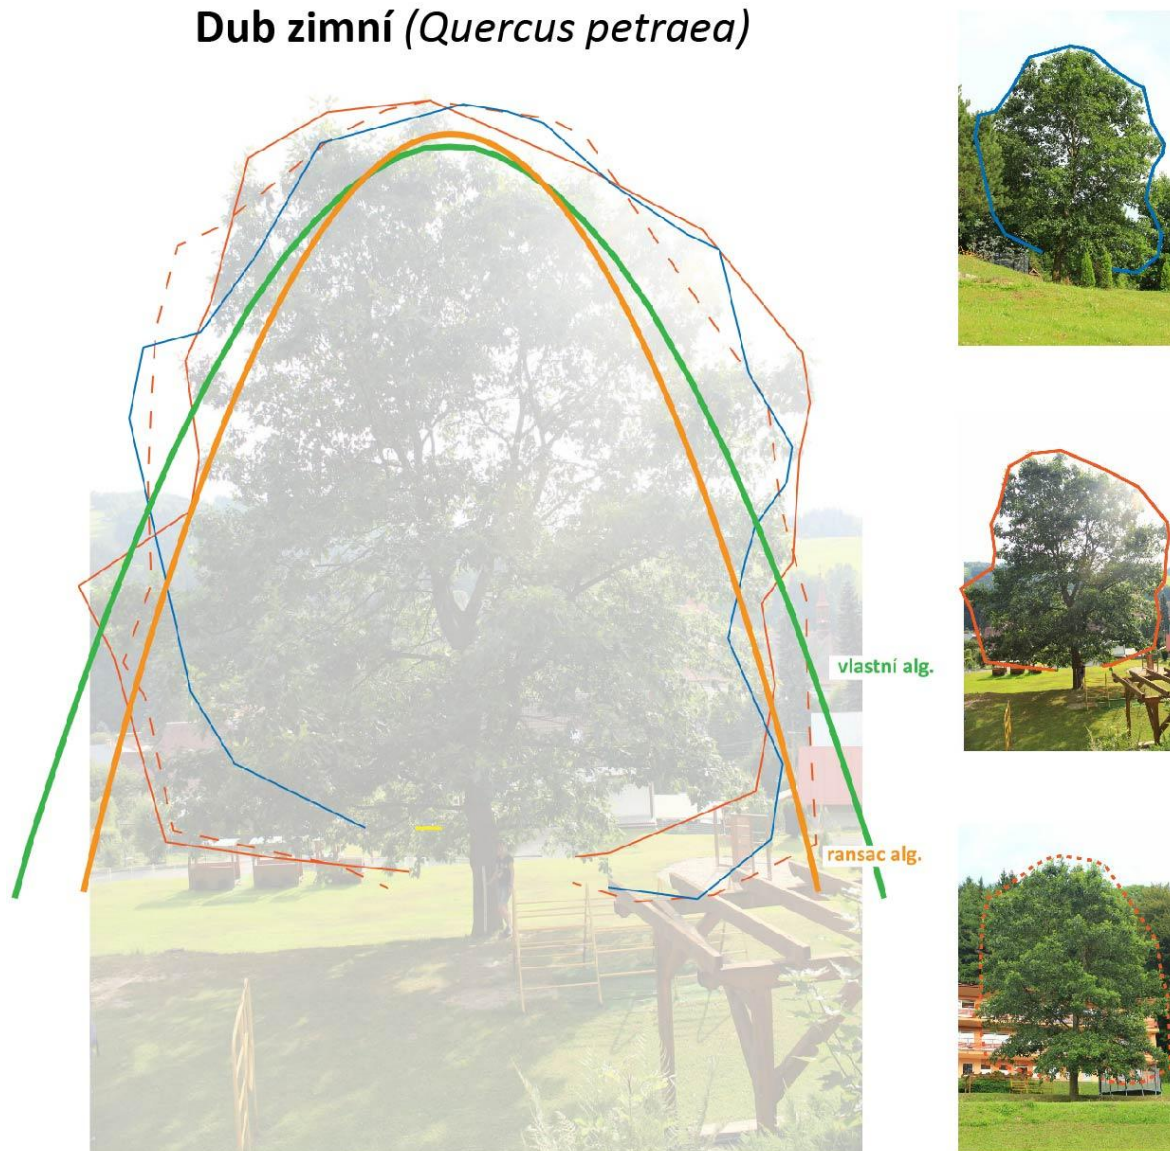 Dub zimní (Quercus petraea)
vlastní alg.
ransac alg.